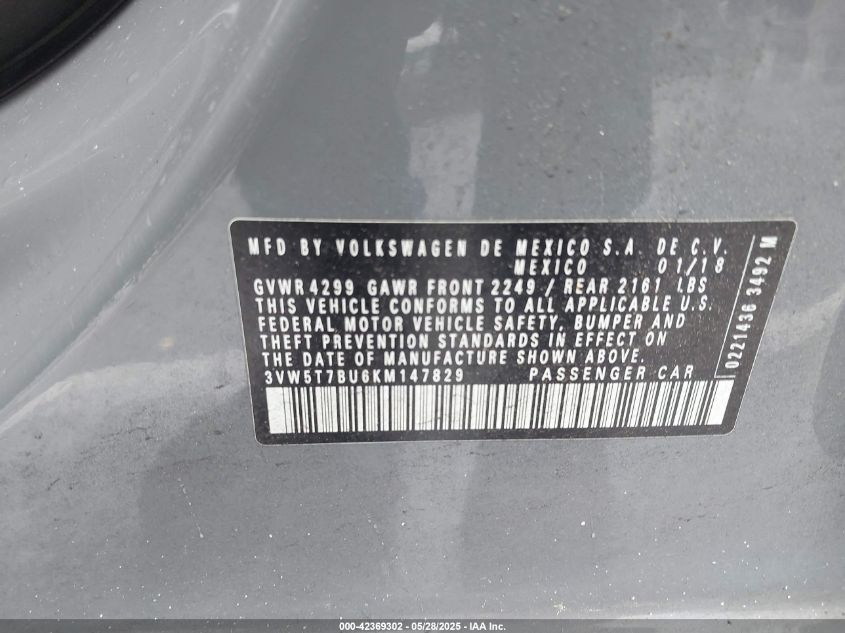 MFD BY VOLKSWAGEN DE MEXICO S.A. DE C.V.
MEXICO 01/18
GVWR 4299 GAWR FRONT 2249 / REAR 2161 LBS
THIS VEHICLE CONFORMS TO ALL APPLICABLE U.S.
FEDERAL MOTOR VEHICLE SAFETY, BUMPER AND
THEFT PREVENTION STANDARDS IN EFFECT ON
THE DATE OF MANUFACTURE SHOWN ABOVE.
3VW5T7BU6KM147829 PASSENGER CAR
0221436 3492 M
000-42369302 - 05/28/2025 - IAA Inc.